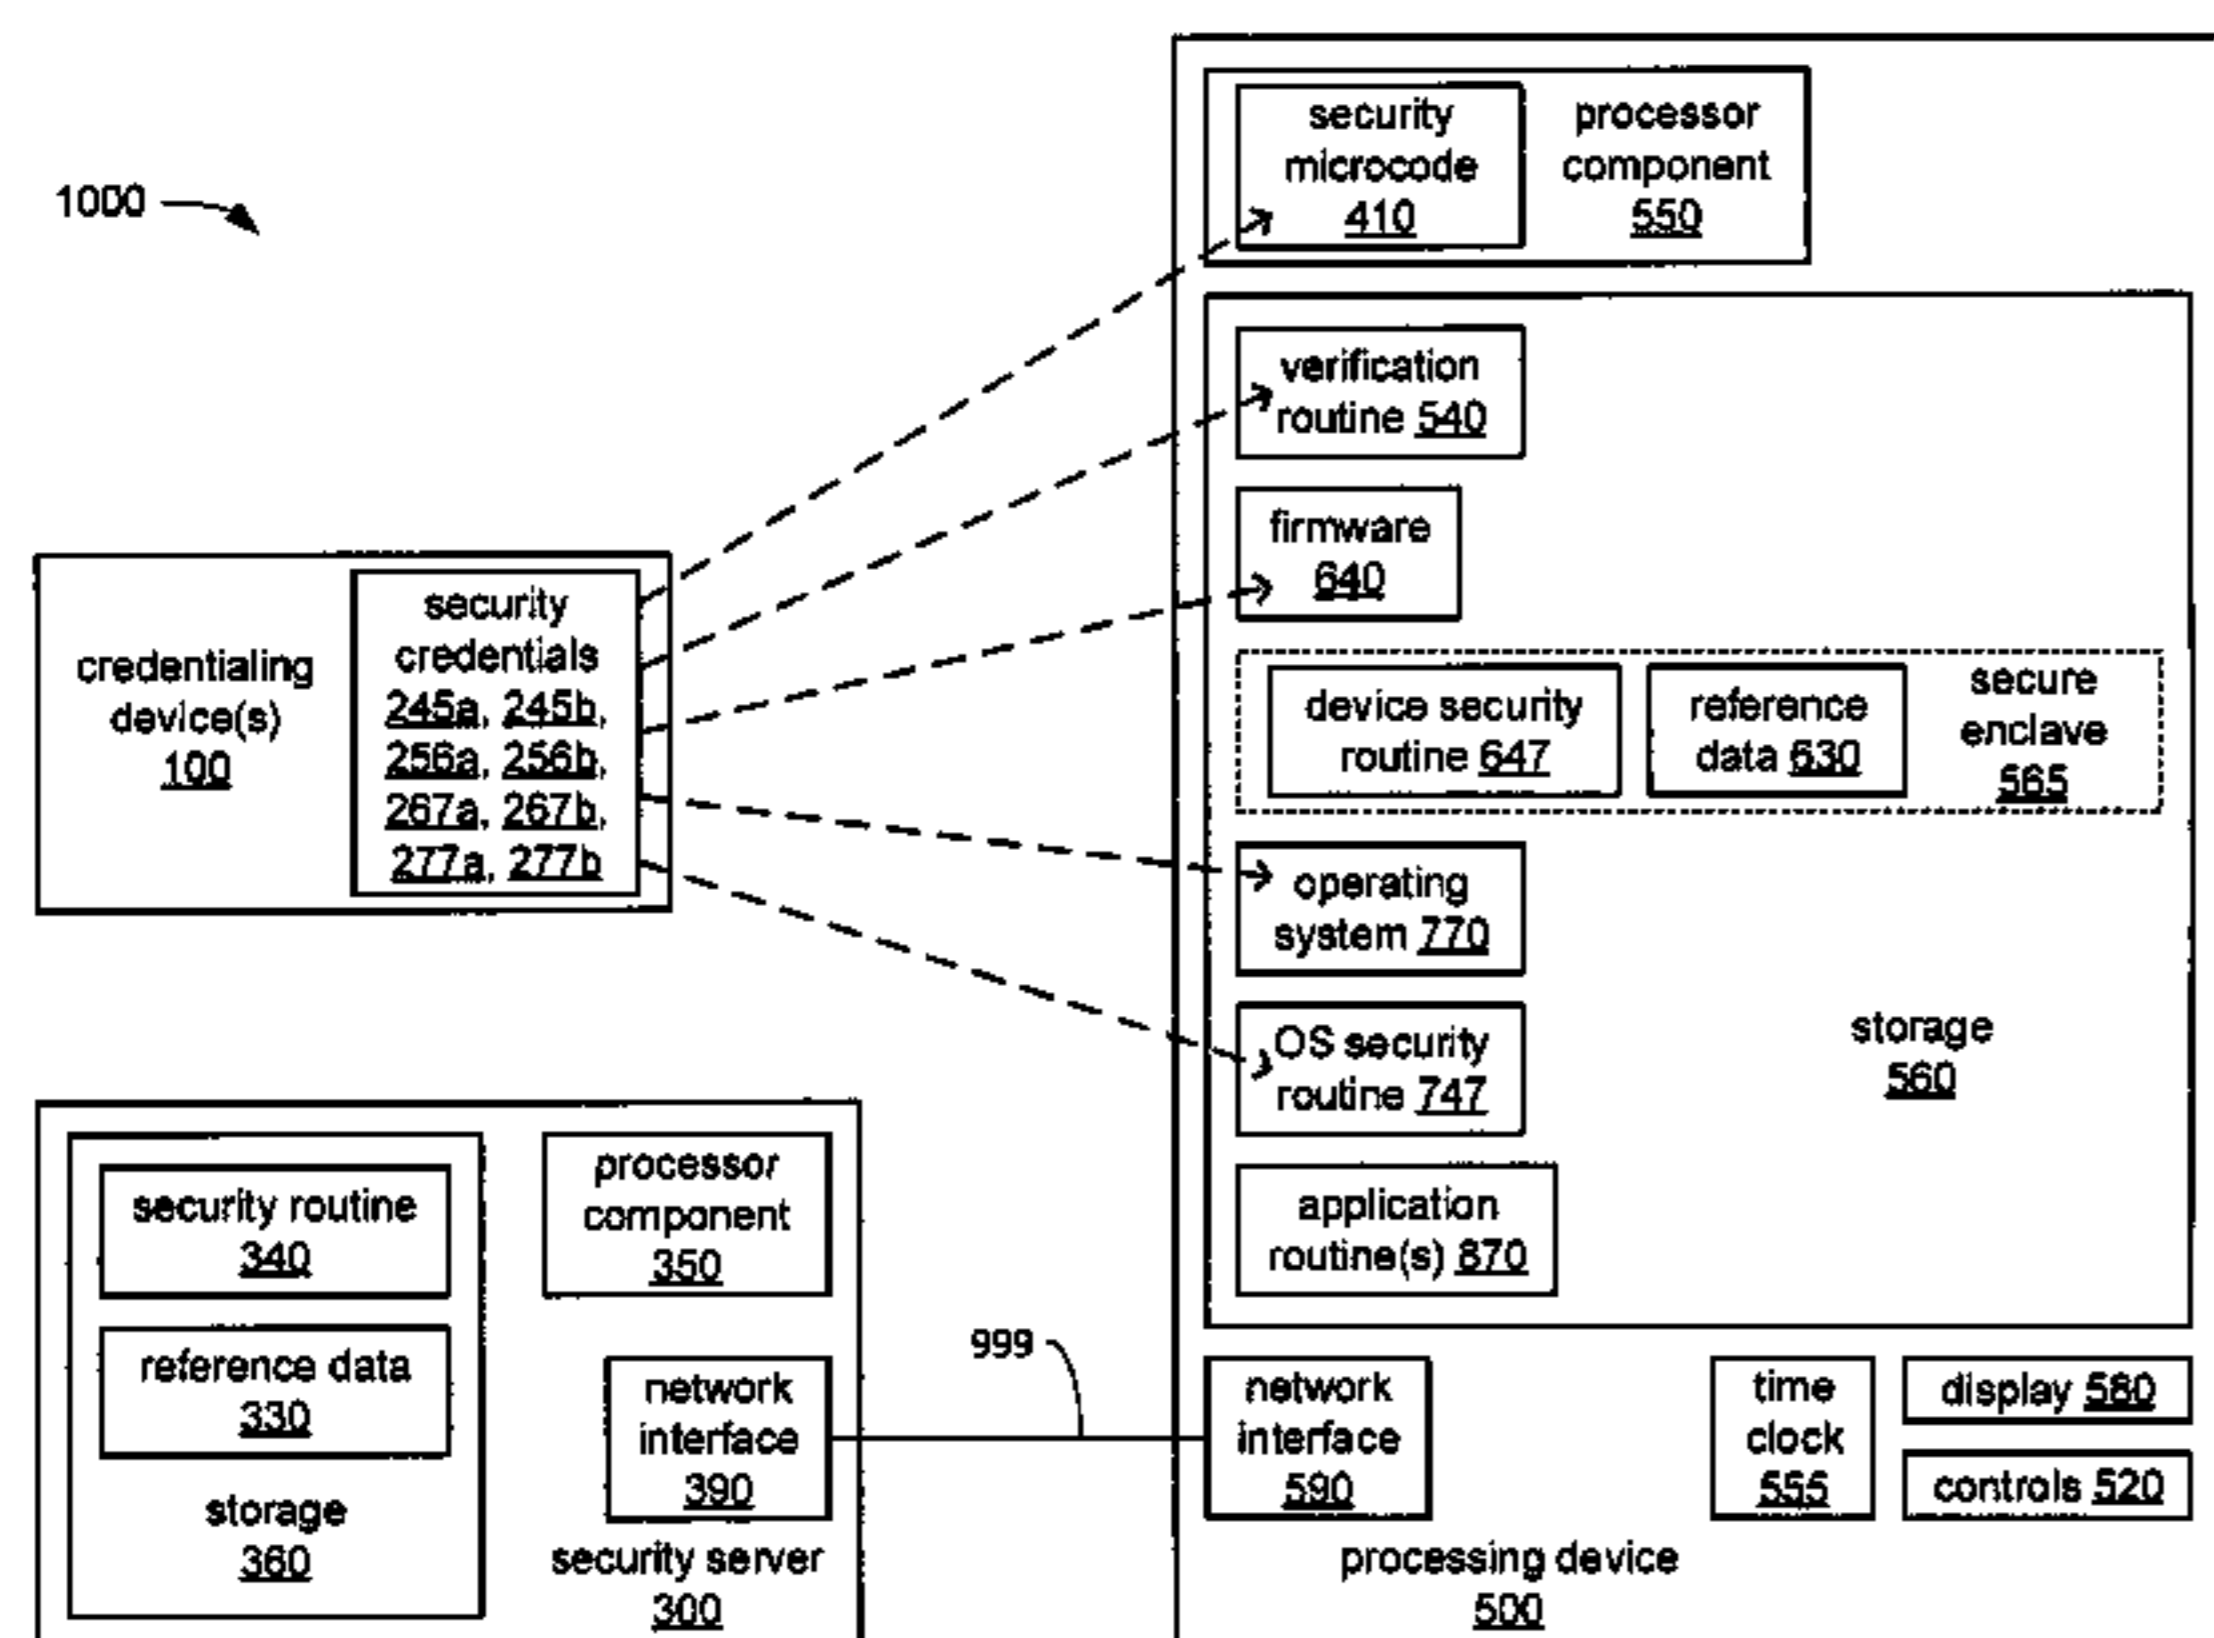 1000
security
microcode
410
processor
component
550
verification
routine 540
firmware
640
device security
routine 647
reference
data 630
secure
enclave
565
operating
system 770
OS security
routine 747
application
routine(s) 870
storage
560
credentialing
device(s)
100
security
credentials
245a, 245b,
256a, 256b,
267a, 267b,
277a, 277b
security routine
340
reference data
330
storage
360
processor
component
350
network
interface
390
security server
300
999
network
interface
590
time
clock
555
display 580
controls 520
processing device
500